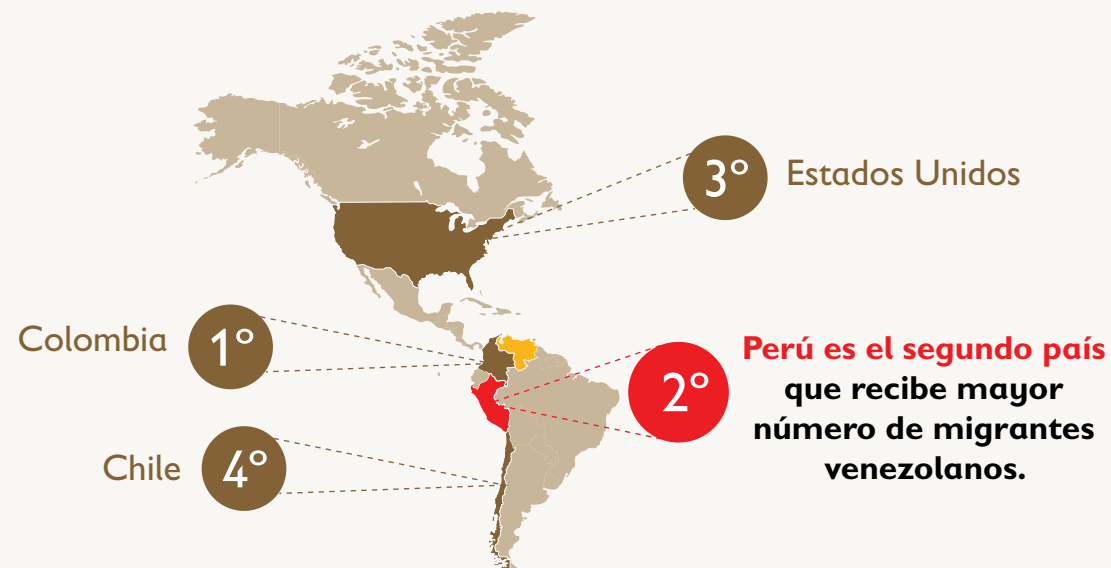 3° Estados Unidos
Colombia 1°
2°
Perú es el segundo país
que recibe mayor
número de migrantes
venezolanos.
Chile 4°